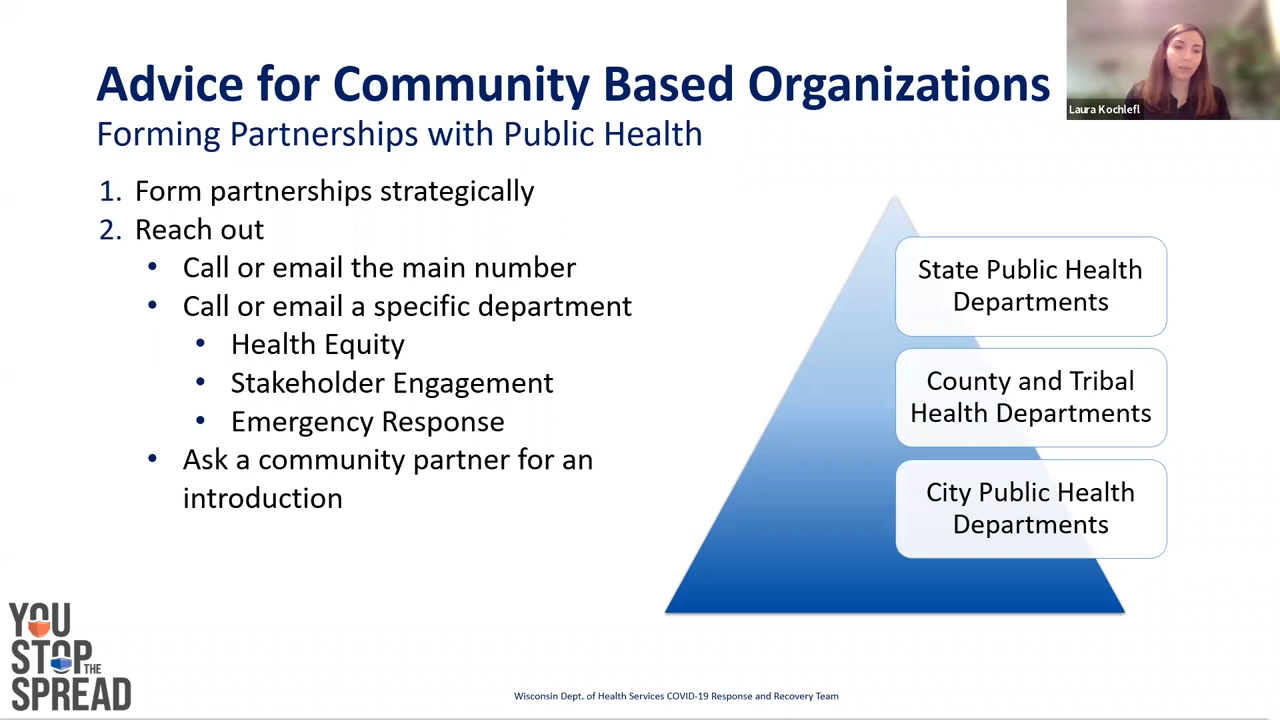 Advice for Community Based Organizations
Forming Partnerships with Public Health
1. Form partnerships strategically
2. Reach out
• Call or email the main number
• Call or email a specific department
• Health Equity
• Stakeholder Engagement
• Emergency Response
• Ask a community partner for an
introduction
State Public Health
Departments
County and Tribal
Health Departments
City Public Health
Departments
Laura Kochlefl
YOU
STOP THE
SPREAD
Wisconsin Dept. of Health Services COVID-19 Response and Recovery Team